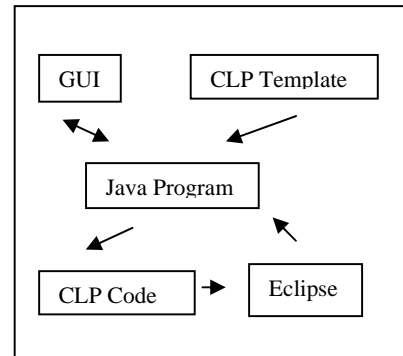 GUI
CLP Template
Java Program
CLP Code
Eclipse